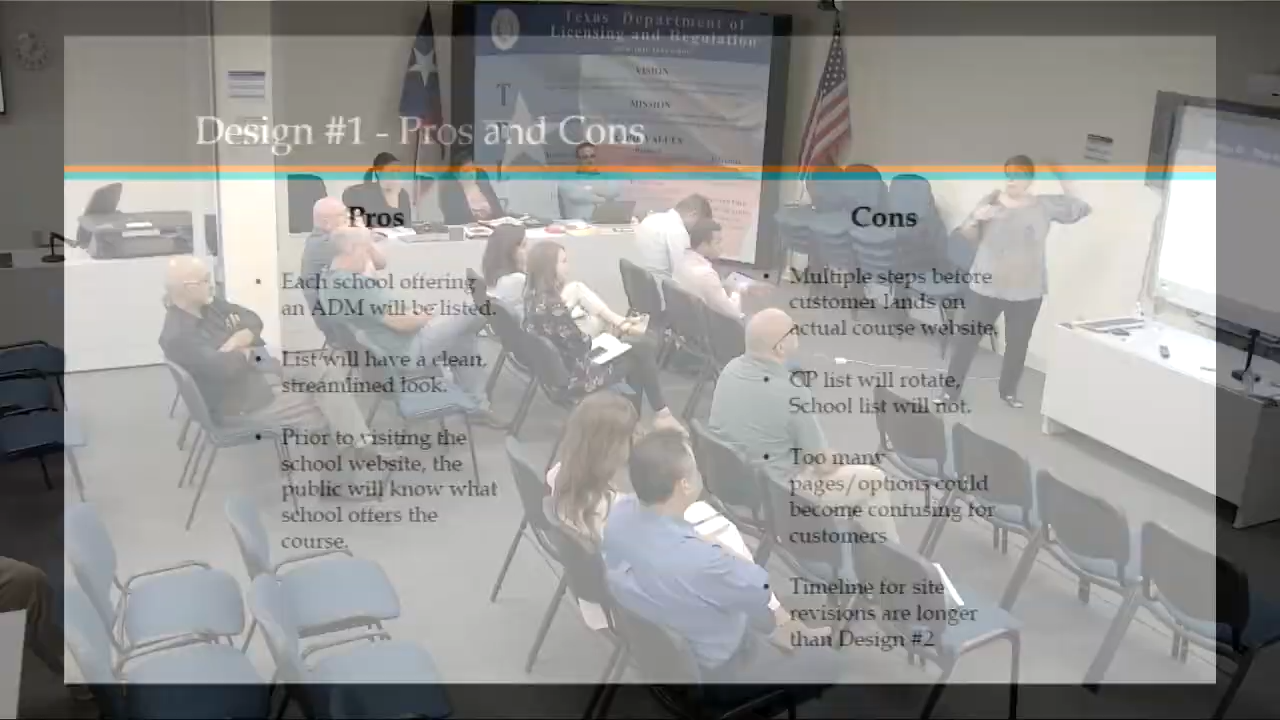 Texas Department of
Licensing and Regulation
VISION
MISSION
T
Design #1 - Pros and Cons
Pros
Each school offering
an ADM will be listed.
List will have a clean,
streamlined look.
Prior to visiting the
school website, the
public will know what
school offers the
course.
Cons
Multiple steps before
customer lands on
actual course website.
CP list will rotate,
School list will not.
Too many
pages/options could
become confusing for
customers
Timeline for site
revisions are longer
than Design #2